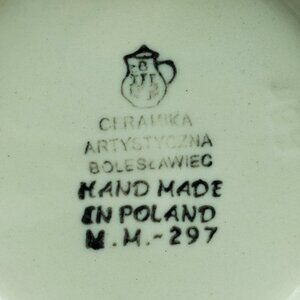 CERAMIKA
ARTYSTYCZNA
BOLESŁAWIEC
HAND MADE
IN POLAND
M.M.-297